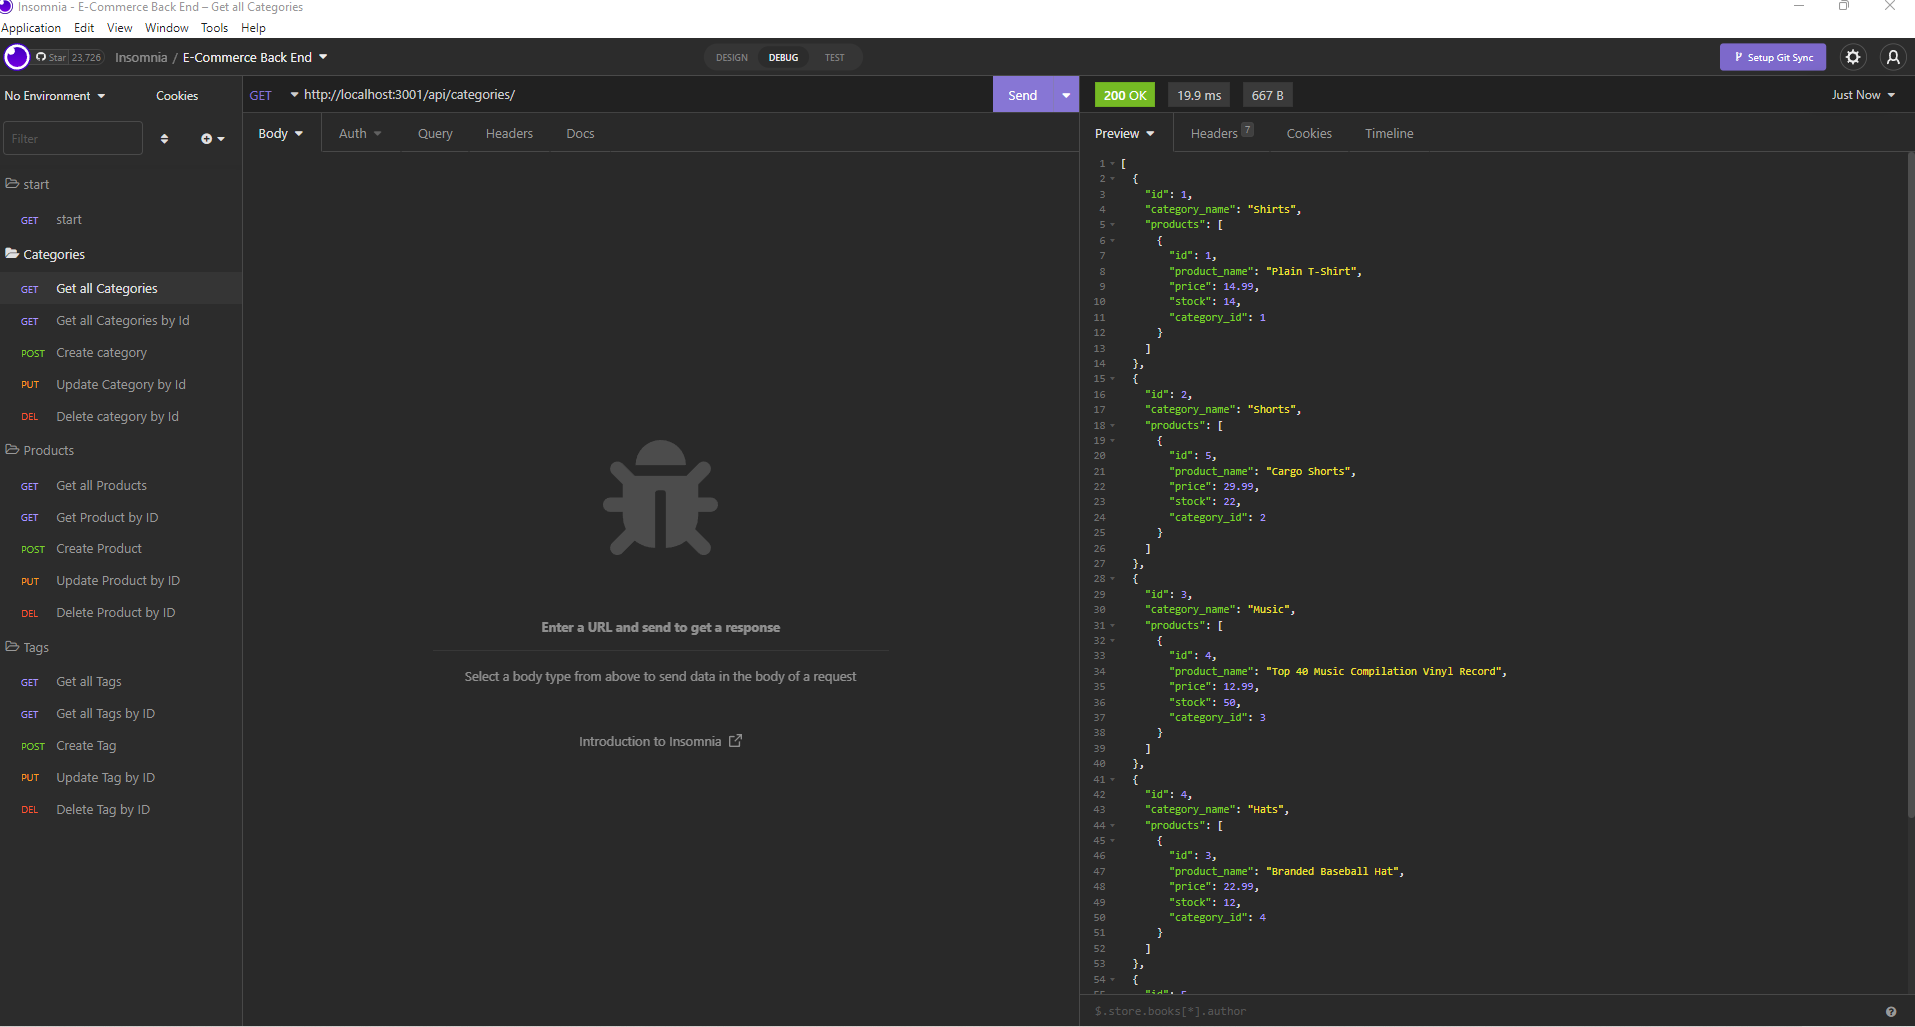 Insomnia - E-Commerce Back End – Get all Categories
Application Edit View Window Tools Help
Star 23,726 Insomnia / E-Commerce Back End DESIGN DEBUG TEST Setup Git Sync
No Environment Cookies
Filter
start
GET start
Categories
GET Get all Categories
GET Get all Categories by Id
POST Create category
PUT Update Category by Id
DEL Delete category by Id
Products
GET Get all Products
GET Get Product by ID
POST Create Product
PUT Update Product by ID
DEL Delete Product by ID
Tags
GET Get all Tags
GET Get all Tags by ID
POST Create Tag
PUT Update Tag by ID
DEL Delete Tag by ID
GET http://localhost:3001/api/categories/ Send
Body Auth Query Headers Docs
Enter a URL and send to get a response
Select a body type from above to send data in the body of a request
Introduction to Insomnia
200 OK 19.9 ms 667 B Just Now
Preview Headers 7 Cookies Timeline
1 [
2 {
3 "id": 1,
4 "category_name": "Shirts",
5 "products": [
6 {
7 "id": 1,
8 "product_name": "Plain T-Shirt",
9 "price": 14.99,
10 "stock": 14,
11 "category_id": 1
12 }
13 ]
14 },
15 {
16 "id": 2,
17 "category_name": "Shorts",
18 "products": [
19 {
20 "id": 5,
21 "product_name": "Cargo Shorts",
22 "price": 29.99,
23 "stock": 22,
24 "category_id": 2
25 }
26 ]
27 },
28 {
29 "id": 3,
30 "category_name": "Music",
31 "products": [
32 {
33 "id": 4,
34 "product_name": "Top 40 Music Compilation Vinyl Record",
35 "price": 12.99,
36 "stock": 50,
37 "category_id": 3
38 }
39 ]
40 },
41 {
42 "id": 4,
43 "category_name": "Hats",
44 "products": [
45 {
46 "id": 3,
47 "product_name": "Branded Baseball Hat",
48 "price": 22.99,
49 "stock": 12,
50 "category_id": 4
51 }
52 ]
53 },
54 {
55 "id": 5,
$.store.books[*].author